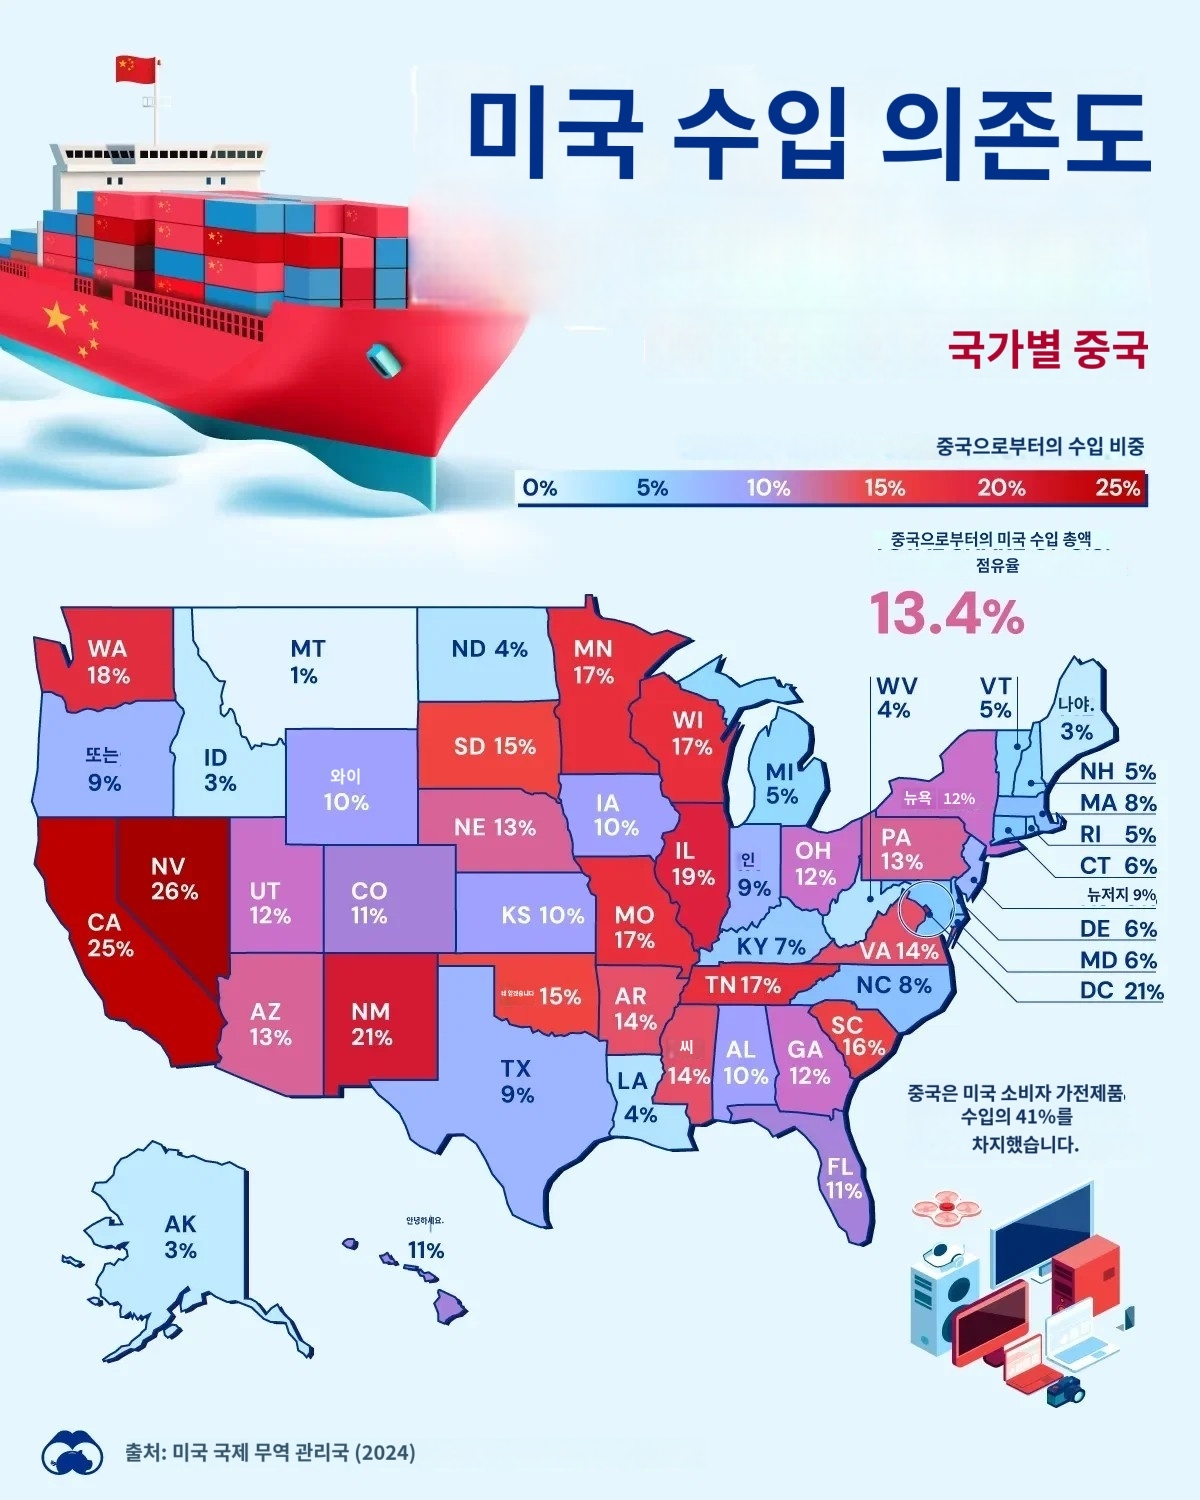 미국 수입 의존도
국가별 중국
중국으로부터의 수입 비중
0% 5% 10% 15% 20% 25%
중국으로부터의 미국 수입 총액
점유율
13.4%
WA
18%
MT
1%
ND 4%
MN
17%
WI
17%
WV
4%
VT
5%
나야.
3%
또는
9%
ID
3%
와이
10%
SD 15%
IA
10%
MI
5%
뉴욕 12%
NH 5%
MA 8%
RI 5%
CT 6%
뉴저지 9%
DE 6%
MD 6%
DC 21%
NV
26%
CA
25%
UT
12%
CO
11%
NE 13%
KS 10%
MO
17%
IL
19%
인
9%
OH
12%
PA
13%
KY 7%
VA 14%
AZ
13%
NM
21%
15%
AR
14%
TN 17%
NC 8%
SC
16%
TX
9%
LA
4%
씨
14%
AL
10%
GA
12%
FL
11%
AK
3%
안녕하세요.
11%
중국은 미국 소비자 가전제품
수입의 41%를
차지했습니다.
출처: 미국 국제 무역 관리국 (2024)